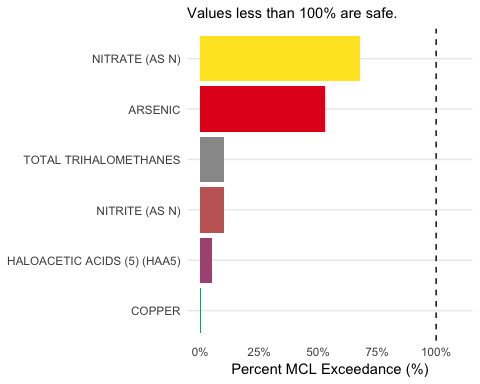 Values less than 100% are safe.
NITRATE (AS N)
ARSENIC
TOTAL TRIHALOMETHANES
NITRITE (AS N)
HALOACETIC ACIDS (5) (HAA5)
COPPER
0% 25% 50% 75% 100%
Percent MCL Exceedance (%)